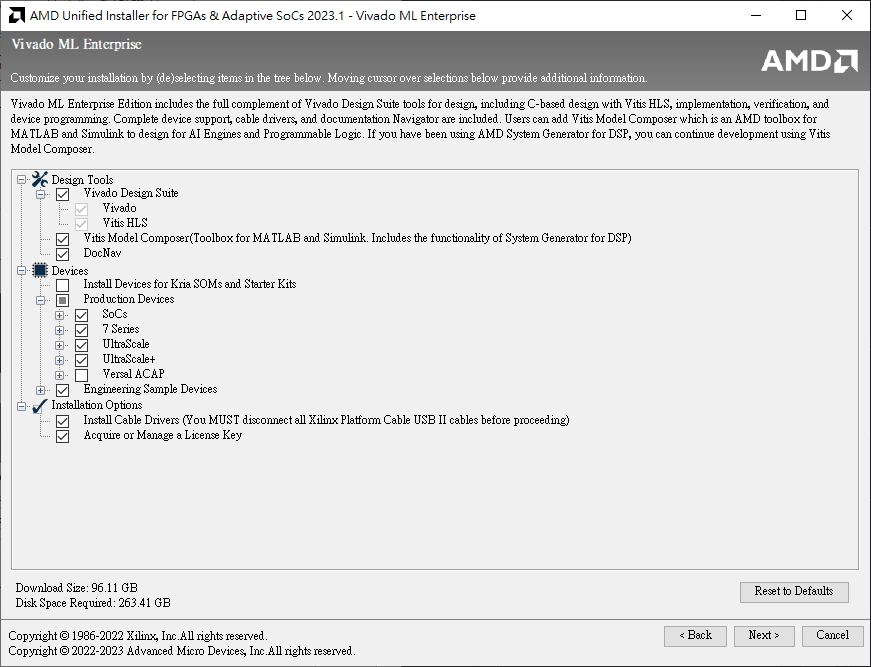 AMD Unified Installer for FPGAs & Adaptive SoCs 2023.1 - Vivado ML Enterprise
Vivado ML Enterprise
Customize your installation by (de)selecting items in the tree below. Moving cursor over selections below provide additional information.
AMD
Vivado ML Enterprise Edition includes the full complement of Vivado Design Suite tools for design, including C-based design with Vitis HLS, implementation, verification, and
device programming. Complete device support, cable drivers, and documentation Navigator are included. Users can add Vitis Model Composer which is an AMD toolbox for
MATLAB and Simulink to design for AI Engines and Programmable Logic. If you have been using AMD System Generator for DSP, you can continue development using Vitis
Model Composer.
Design Tools
Vivado Design Suite
Vivado
Vitis HLS
Vitis Model Composer(Toolbox for MATLAB and Simulink. Includes the functionality of System Generator for DSP)
DocNav
Devices
Install Devices for Kria SOMs and Starter Kits
Production Devices
SoCs
7 Series
UltraScale
UltraScale+
Versal ACAP
Engineering Sample Devices
Installation Options
Install Cable Drivers (You MUST disconnect all Xilinx Platform Cable USB II cables before proceeding)
Acquire or Manage a License Key
Download Size: 96.11 GB
Disk Space Required: 263.41 GB
Reset to Defaults
Copyright © 1986-2022 Xilinx, Inc.All rights reserved.
Copyright © 2022-2023 Advanced Micro Devices, Inc.All rights reserved.
< Back
Next >
Cancel